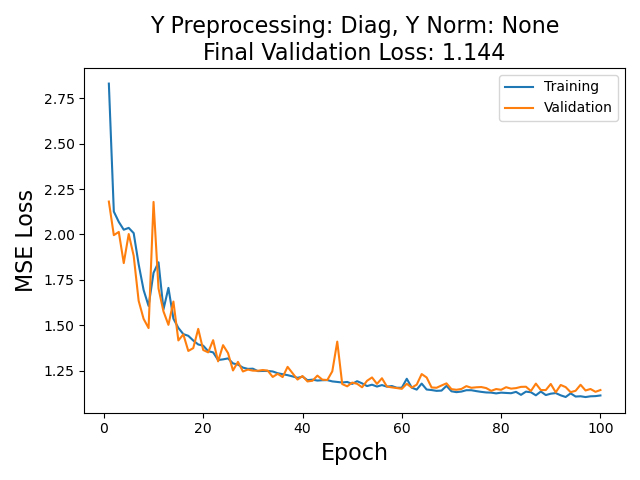 Y Preprocessing: Diag, Y Norm: None
Final Validation Loss: 1.144
Training
Validation
2.75
2.50
2.25
2.00
1.75
1.50
1.25
MSE Loss
0
20
40
60
80
100
Epoch